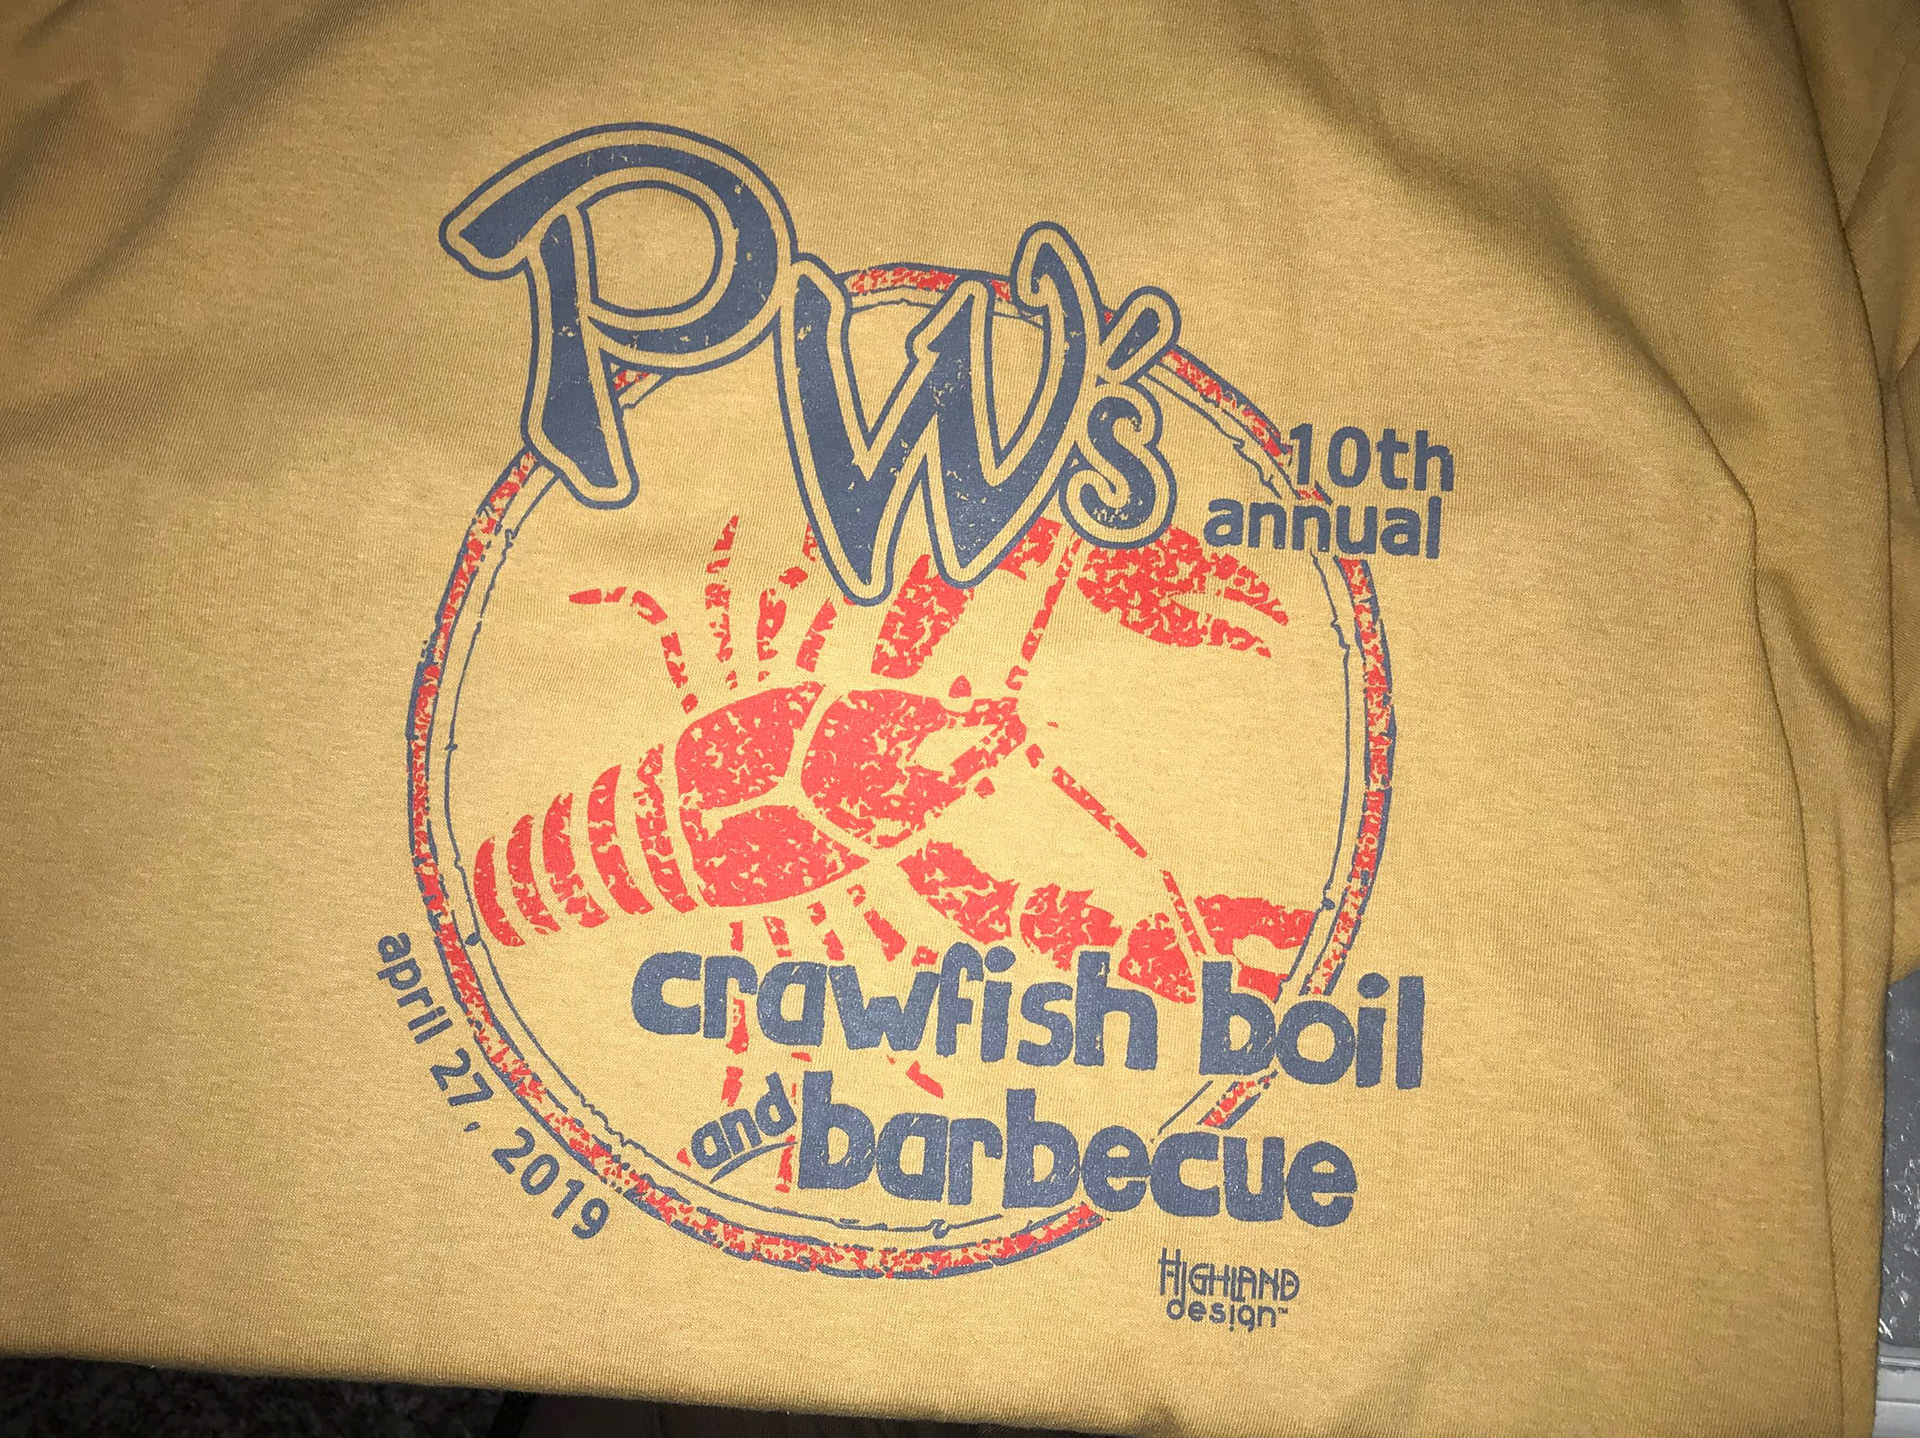 PW's
10th
annual
crawfish boil
and barbecue
april 27, 2019
HIGHLAND
design™